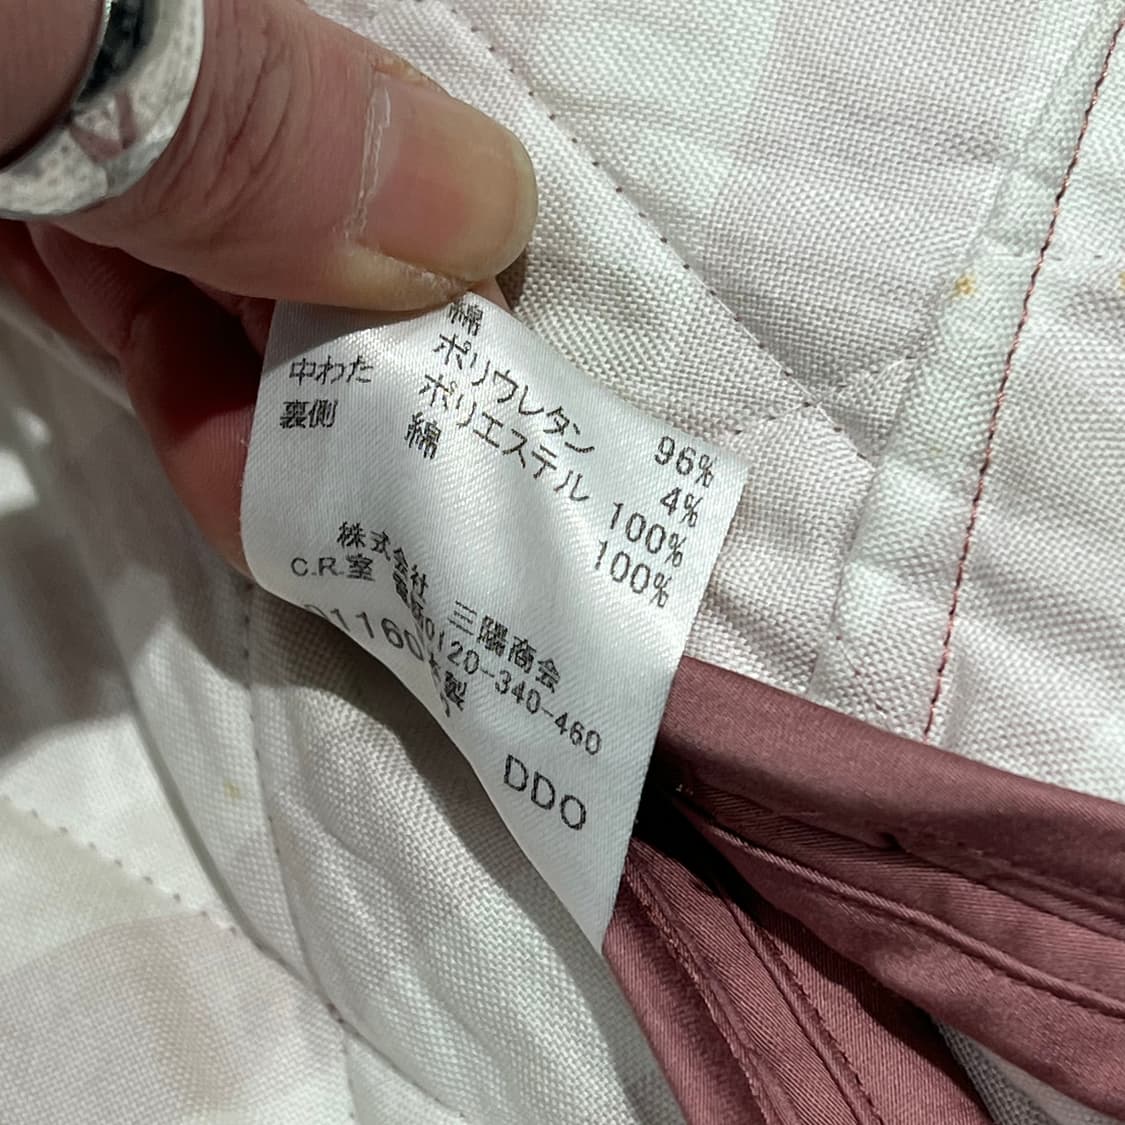 綿 96%
ポリウレタン 4%
中わた ポリエステル 100%
裏側 綿 100%
株式会社 三陽商会
C.R.室 電話0120-340-460
製
DDO